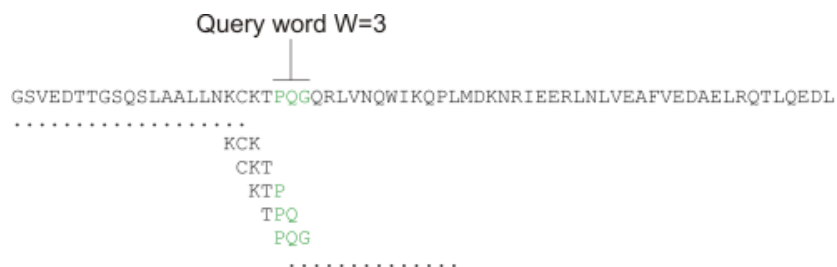 Query word W=3
GSVEDTTGSQSLAALLNKCKTPQGQRLVNQWIKQPLMDKNRIEERLNLVEAFVEDAELRQTLQEDL
...................
KCK
CKT
KTP
TPQ
PQG
..............